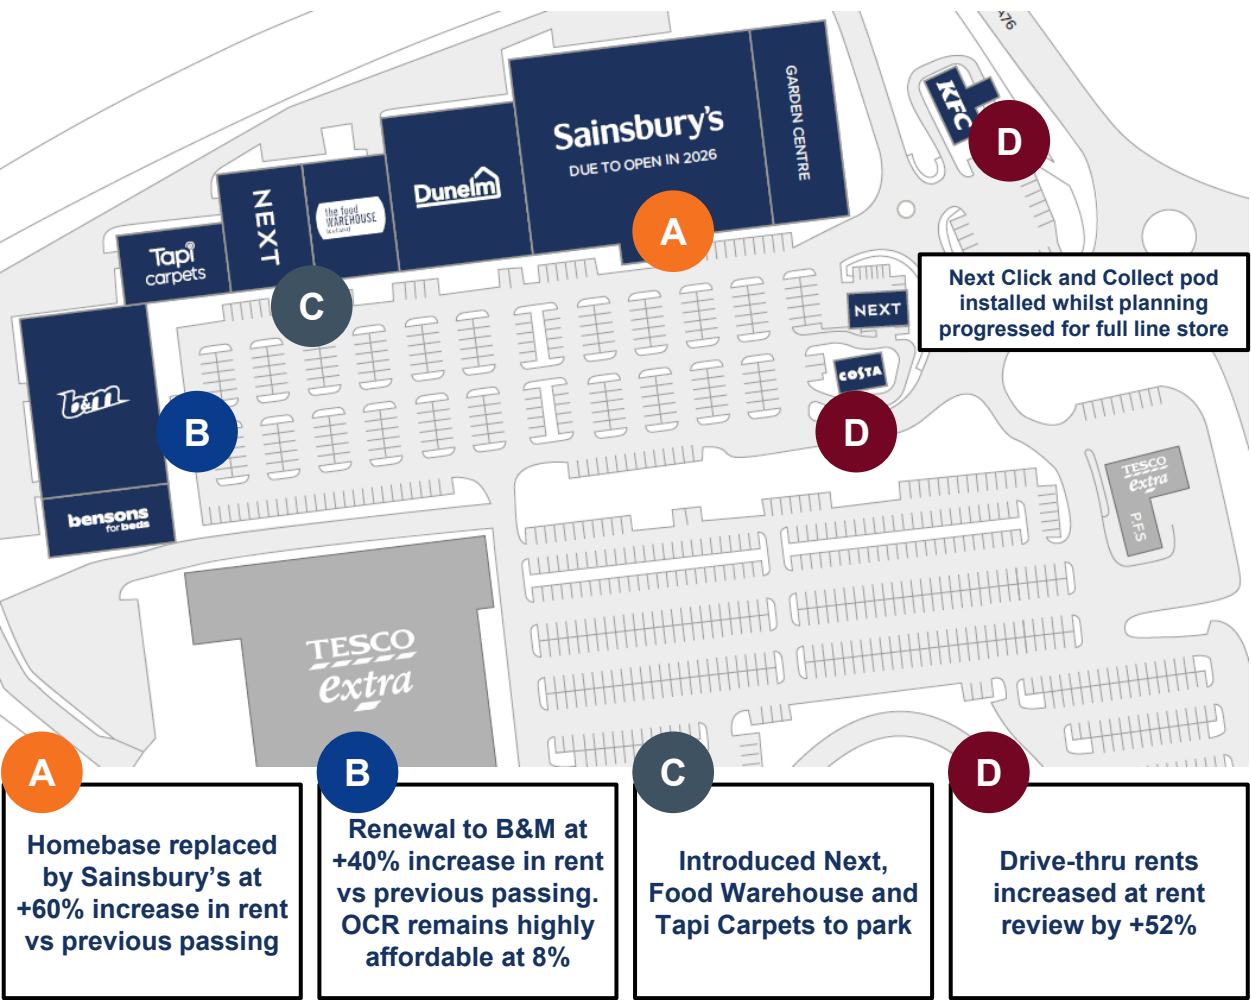 A76
KFC
D
Sainsbury's
DUE TO OPEN IN 2026
GARDEN CENTRE
Dunelm
the food
WAREHOUSE
NEXT
Tapi
carpets
A
C
Next Click and Collect pod
installed whilst planning
progressed for full line store
NEXT
COSTA
D
b&m
B
bensons
for beds
TESCO
extra
P.F.S
TESCO
extra
A
Homebase replaced
by Sainsbury’s at
+60% increase in rent
vs previous passing
B
Renewal to B&M at
+40% increase in rent
vs previous passing.
OCR remains highly
affordable at 8%
C
Introduced Next,
Food Warehouse and
Tapi Carpets to park
D
Drive-thru rents
increased at rent
review by +52%